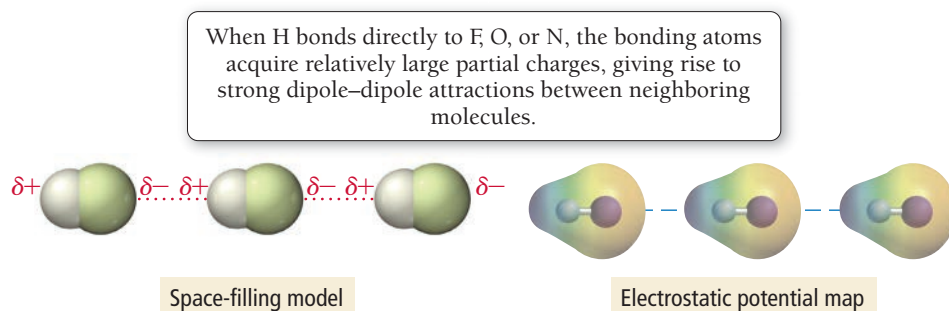 When H bonds directly to F, O, or N, the bonding atoms
acquire relatively large partial charges, giving rise to
strong dipole–dipole attractions between neighboring
molecules.
δ+ δ− δ+ δ− δ+ δ−
Space-filling model
Electrostatic potential map